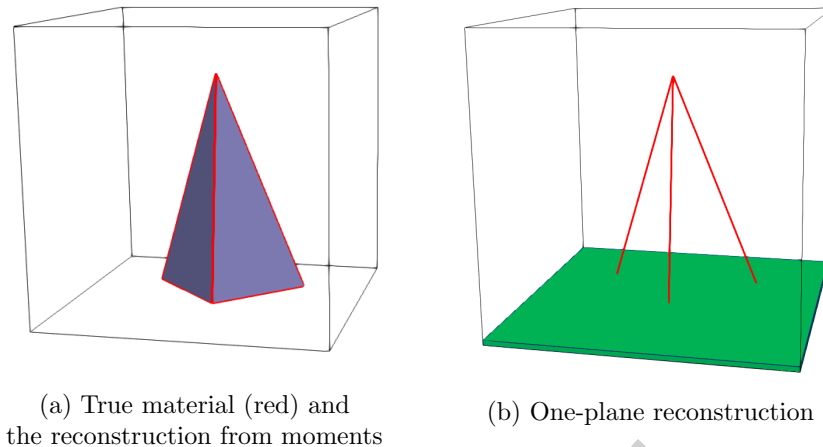 (a) True material (red) and
the reconstruction from moments
(b) One-plane reconstruction